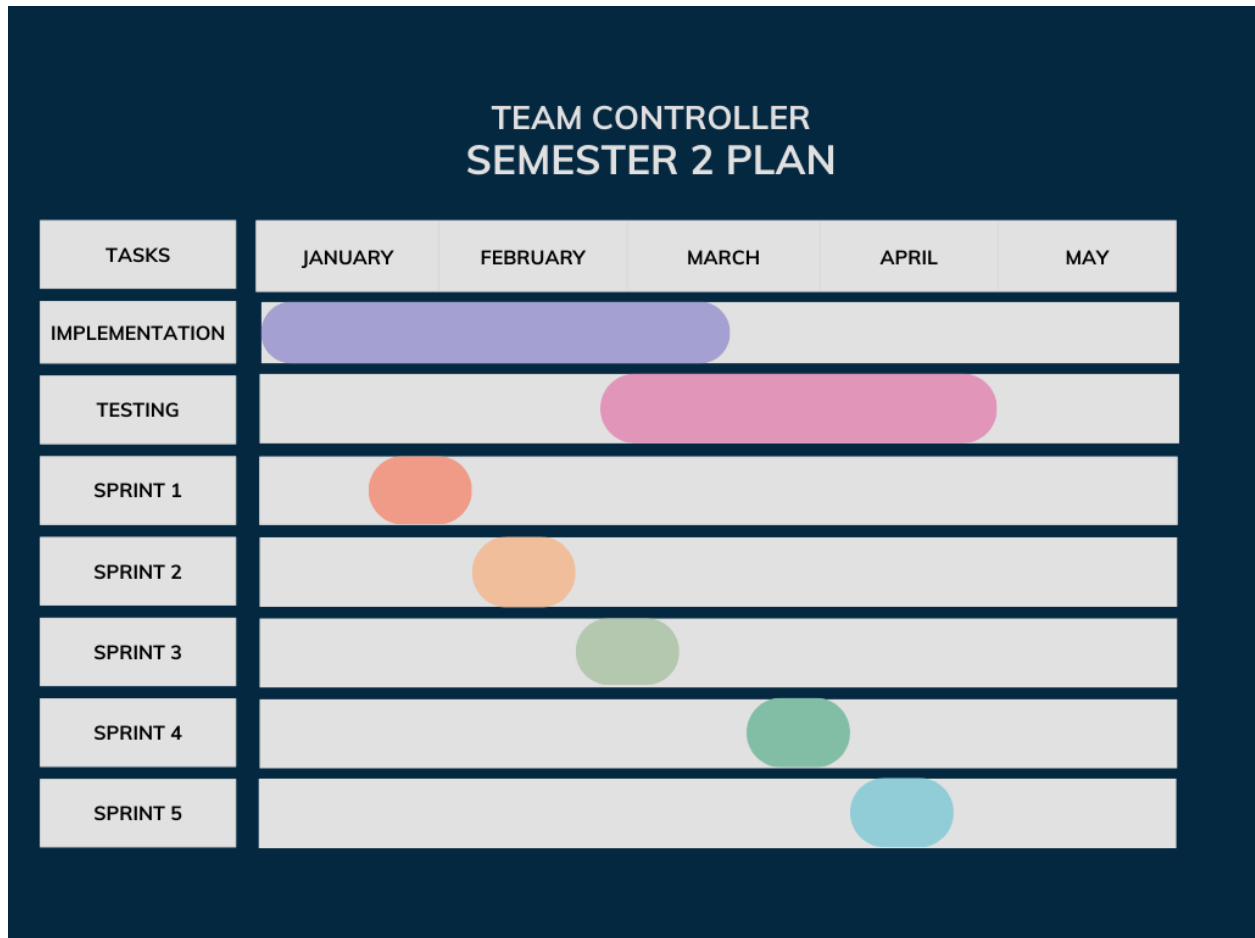 TEAM CONTROLLER
SEMESTER 2 PLAN
TASKS
JANUARY
FEBRUARY
MARCH
APRIL
MAY
IMPLEMENTATION
TESTING
SPRINT 1
SPRINT 2
SPRINT 3
SPRINT 4
SPRINT 5